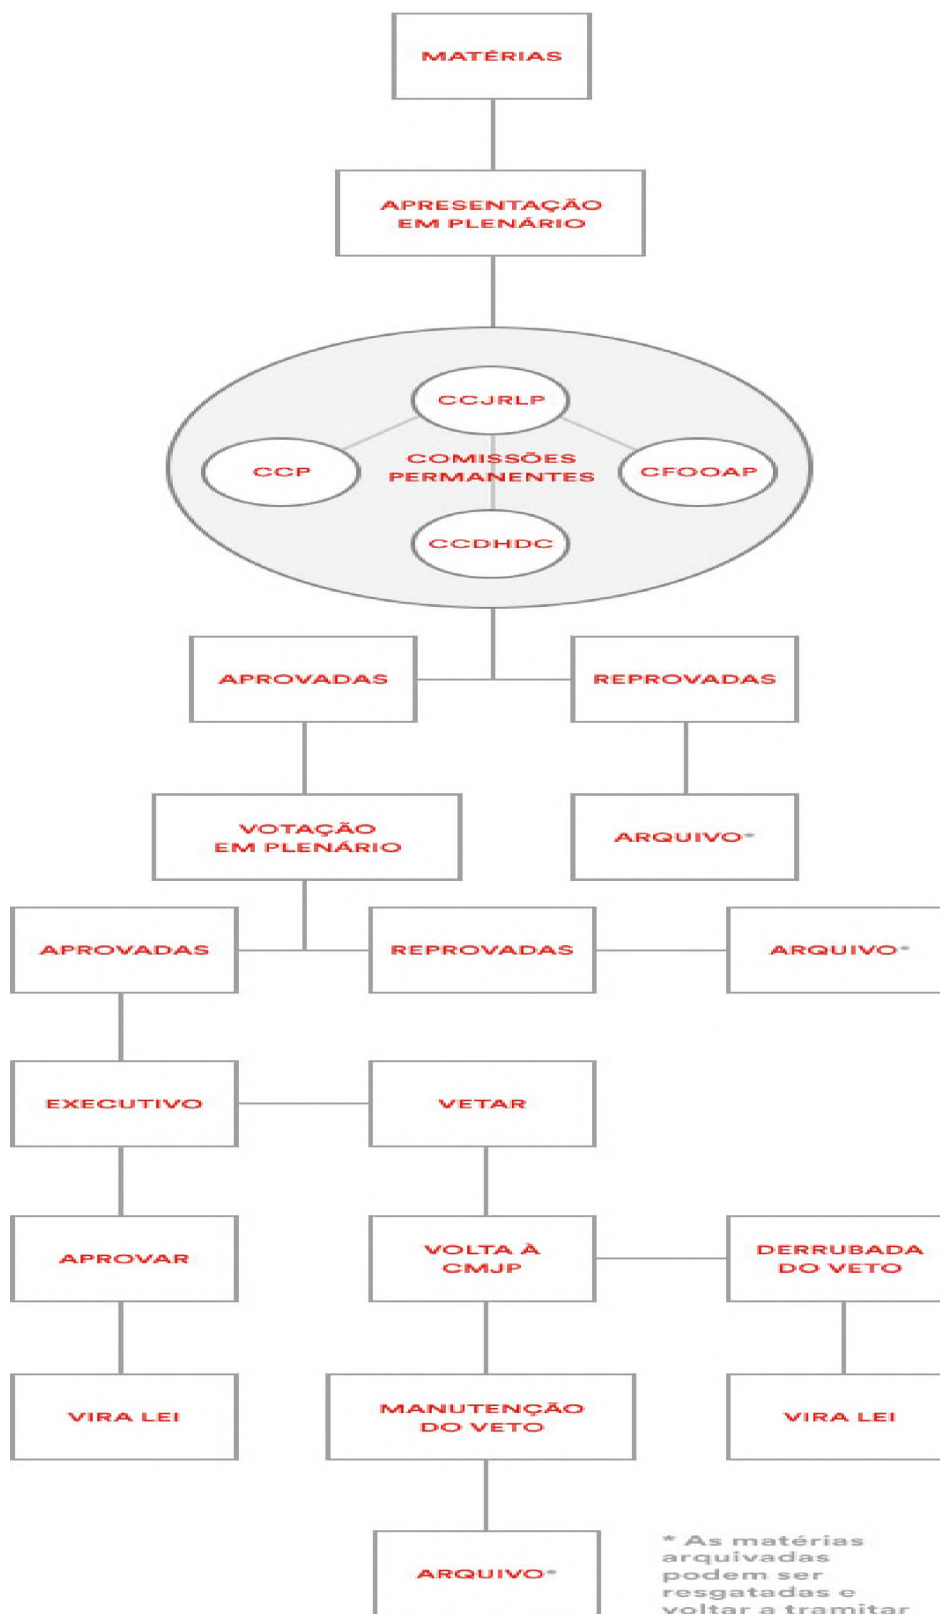 MATÉRIAS
APRESENTAÇÃO
EM PLENÁRIO
CCJRLP
CCP
COMISSÕES
PERMANENTES
CFOOAP
CCDHDC
APROVADAS
REPROVADAS
VOTAÇÃO
EM PLENÁRIO
ARQUIVO*
APROVADAS
REPROVADAS
ARQUIVO*
EXECUTIVO
VETAR
APROVAR
VOLTA À
CMJP
DERRUBADA
DO VETO
VIRA LEI
MANUTENÇÃO
DO VETO
VIRA LEI
ARQUIVO*
* As matérias
arquivadas
podem ser
resgatadas e
voltar a tramitar